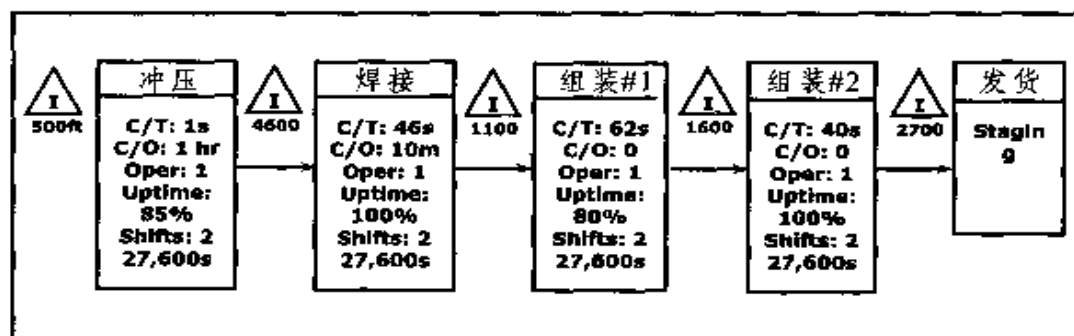 冲压
焊接
组装#1
组装#2
发货
I
500ft
I
4600
I
1100
I
1600
I
2700
C/T: 1s
C/O: 1 hr
Oper: 1
Uptime:
85%
Shifts: 2
27,600s
C/T: 46s
C/O: 10m
Oper: 1
Uptime:
100%
Shifts: 2
27,600s
C/T: 62s
C/O: 0
Oper: 1
Uptime:
80%
Shifts: 2
27,600s
C/T: 40s
C/O: 0
Oper: 1
Uptime:
100%
Shifts: 2
27,600s
Stagin
g